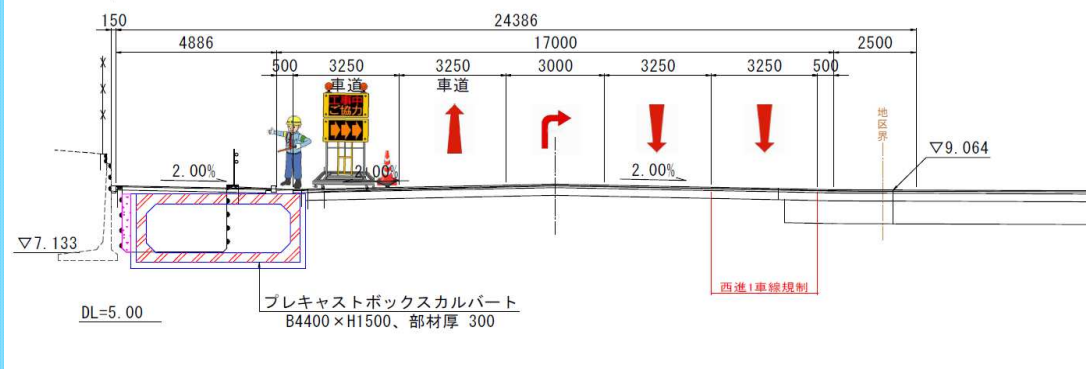 150
24386
4886
17000
2500
500
3250
3250
3000
3250
3250
500
車道
車道
工事中
ご協力
地区界
▽9.064
2.00%
2.00%
2.00%
▽7.133
西進1車線規制
プレキャストボックスカルバート
B4400×H1500、部材厚 300
DL=5.00